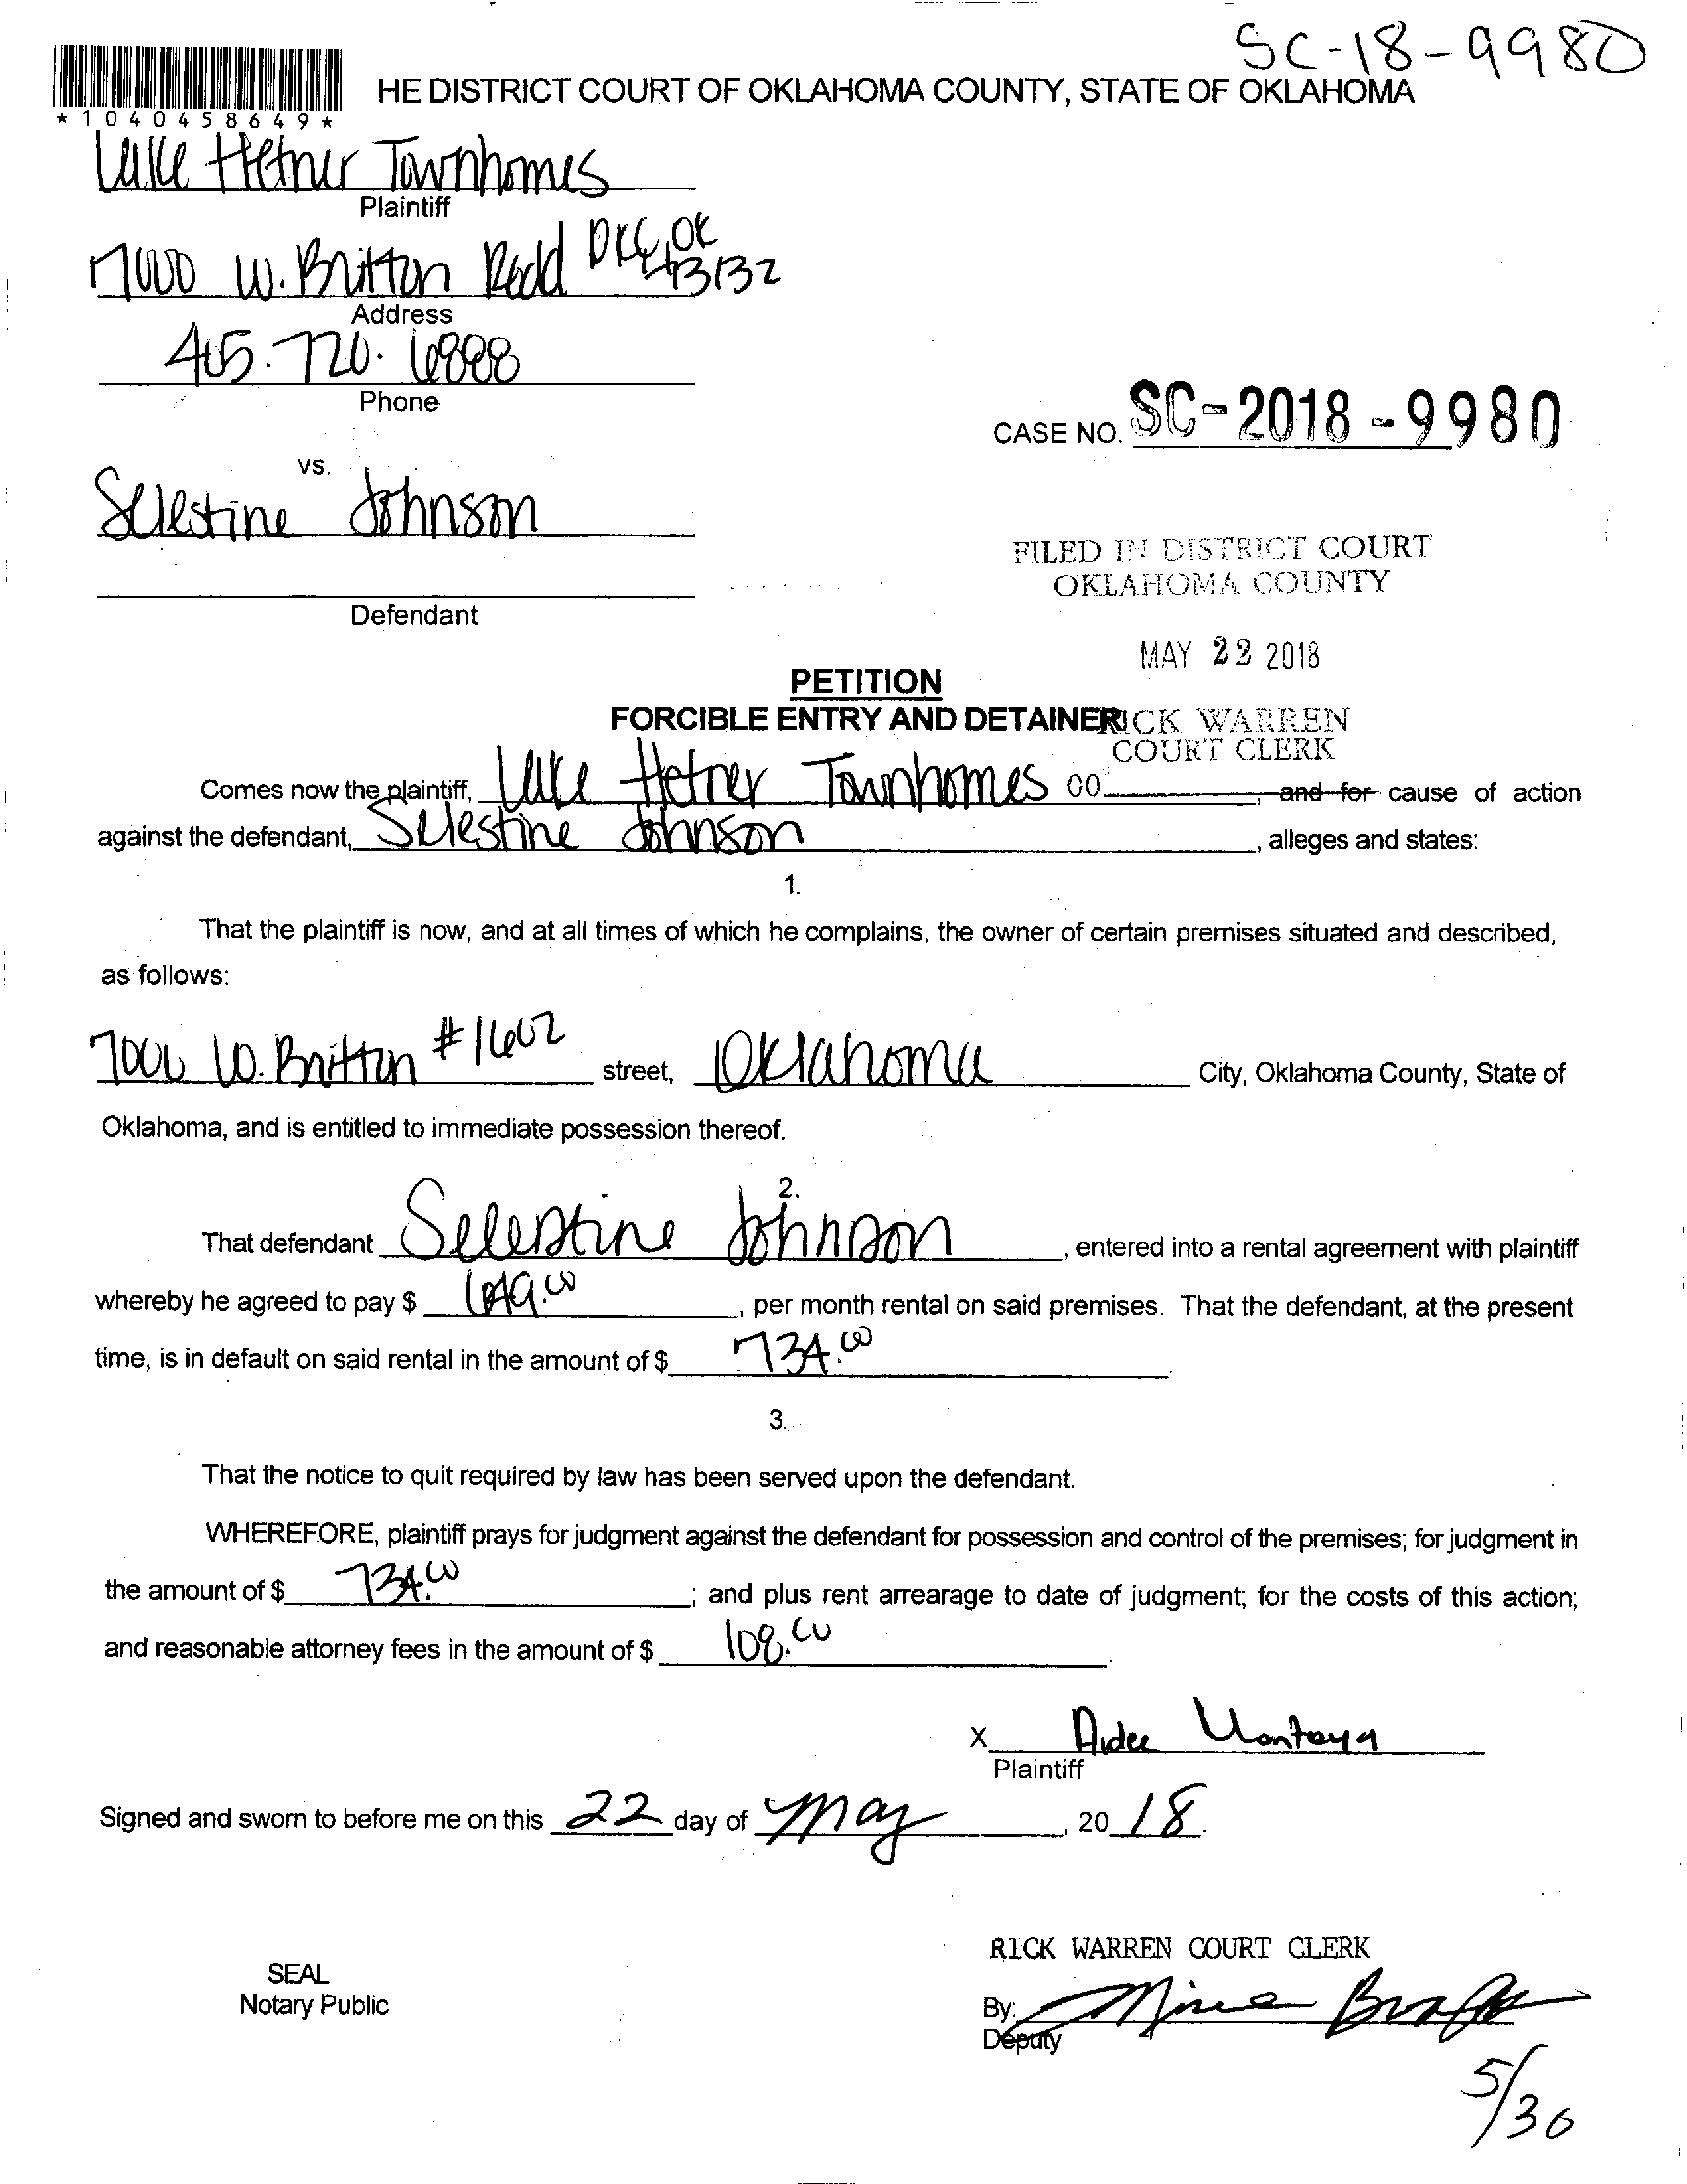 SC-18-9980
HE DISTRICT COURT OF OKLAHOMA COUNTY, STATE OF OKLAHOMA
*1040458649*
Lake Hefner Townhomes
Plaintiff
7000 W. Britton Road OKC, OK 73132
Address
405.720.6888
Phone
CASE NO. SC-2018-9980
vs.
Selestine Johnson
FILED IN DISTRICT COURT
OKLAHOMA COUNTY
Defendant
MAY 22 2018
PETITION
FORCIBLE ENTRY AND DETAINER
RICK WARREN
COURT CLERK
Comes now the plaintiff, Lake Hefner Townhomes and for cause of action
against the defendant, Selestine Johnson, alleges and states:
1.
That the plaintiff is now, and at all times of which he complains, the owner of certain premises situated and described,
as follows:
7000 W. Britton #1602 street, Oklahoma City, Oklahoma County, State of
Oklahoma, and is entitled to immediate possession thereof.
2.
That defendant Selestine Johnson, entered into a rental agreement with plaintiff
whereby he agreed to pay $ , per month rental on said premises. That the defendant, at the present
time, is in default on said rental in the amount of $ 734.00
3.
That the notice to quit required by law has been served upon the defendant.
WHEREFORE, plaintiff prays for judgment against the defendant for possession and control of the premises; for judgment in
the amount of $ 734.00; and plus rent arrearage to date of judgment; for the costs of this action;
and reasonable attorney fees in the amount of $ 108.00
X Aidee Montoya
Plaintiff
Signed and sworn to before me on this 22 day of May, 2018.
RICK WARREN COURT CLERK
SEAL
Notary Public
By:
Deputy
5/30